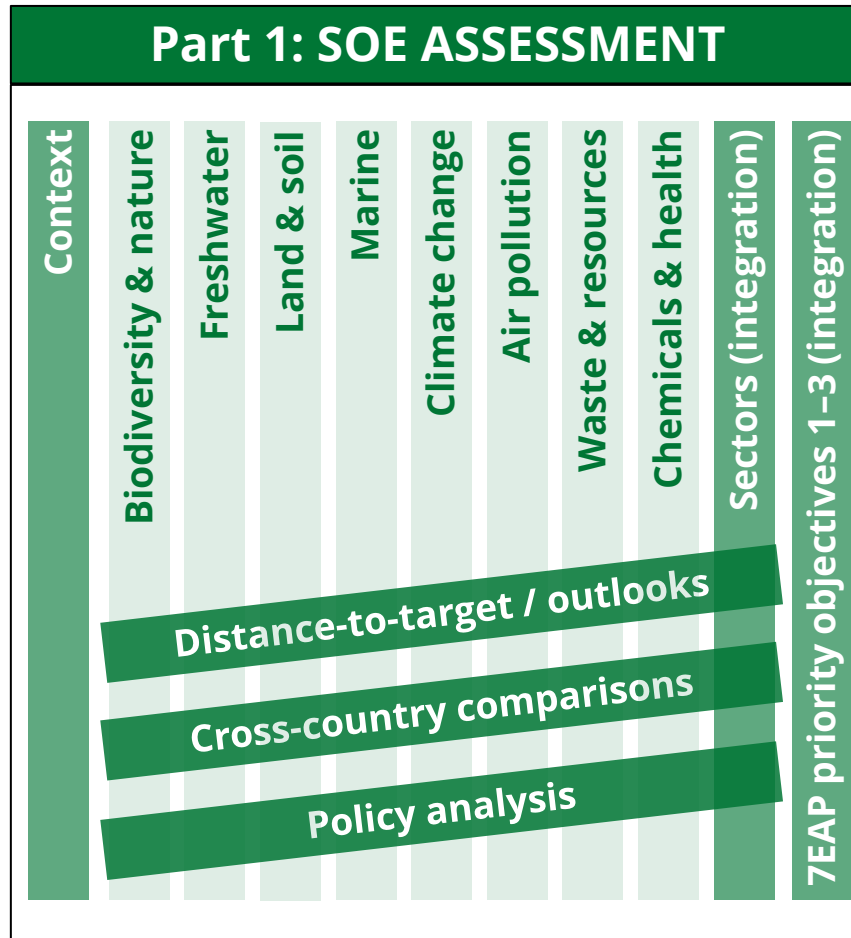 Part 1: SOE ASSESSMENT
Context
Biodiversity & nature
Freshwater
Land & soil
Marine
Climate change
Air pollution
Waste & resources
Chemicals & health
Sectors (integration)
7EAP priority objectives 1–3 (integration)
Distance-to-target / outlooks
Cross-country comparisons
Policy analysis